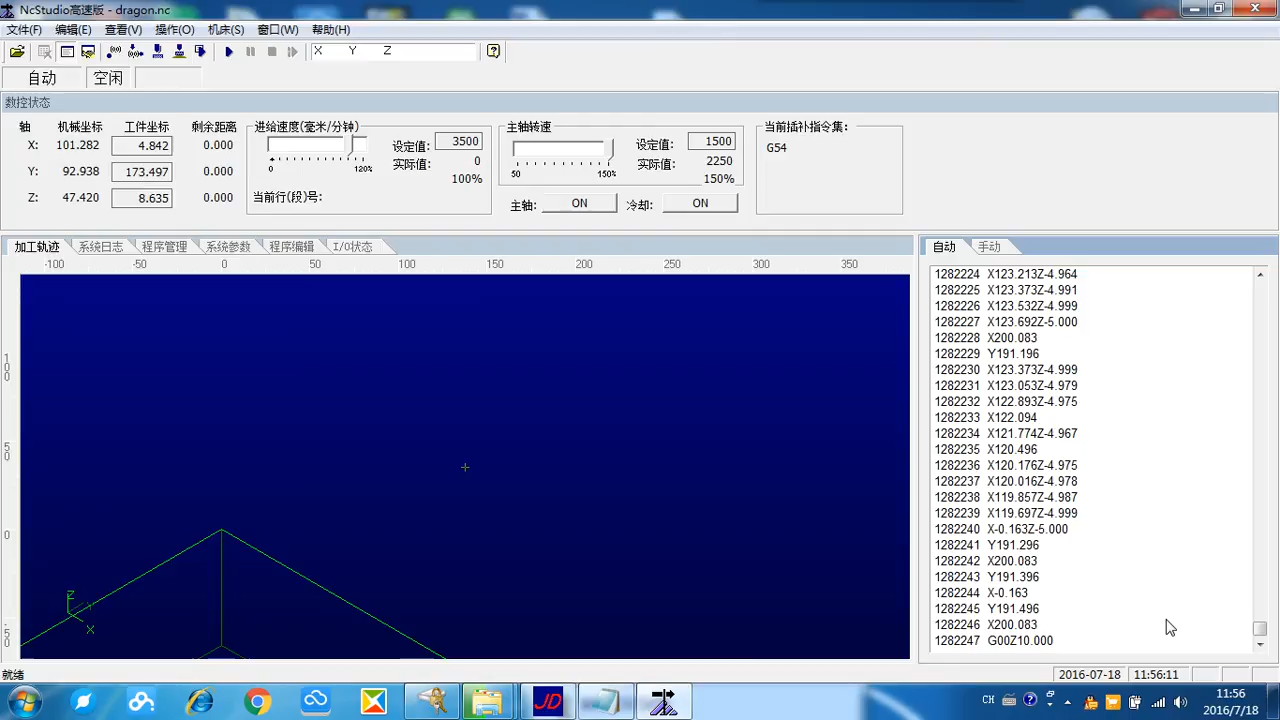 NcStudio高速版 - dragon.nc
文件(F) 编辑(E) 查看(V) 操作(O) 机床(S) 窗口(W) 帮助(H)
X Y Z
自动 空闲
数控状态
轴 机械坐标 工件坐标 剩余距离
X: 101.282 4.842 0.000
Y: 92.938 173.497 0.000
Z: 47.420 8.635 0.000
进给速度(毫米/分钟)
0 120%
设定值: 3500
实际值: 0
100%
当前行(段)号:
主轴转速
50 150%
设定值: 1500
实际值: 2250
150%
主轴: ON 冷却: ON
当前插补指令集:
G54
加工轨迹 系统日志 程序管理 系统参数 程序编辑 I/O状态
-100 -50 0 50 100 150 200 250 300 350
100
50
0
-50
Z
X
自动 手动
1282224 X123.213Z-4.964
1282225 X123.373Z-4.991
1282226 X123.532Z-4.999
1282227 X123.692Z-5.000
1282228 X200.083
1282229 Y191.196
1282230 X123.373Z-4.999
1282231 X123.053Z-4.979
1282232 X122.893Z-4.975
1282233 X122.094
1282234 X121.774Z-4.967
1282235 X120.496
1282236 X120.176Z-4.975
1282237 X120.016Z-4.978
1282238 X119.857Z-4.987
1282239 X119.697Z-4.999
1282240 X-0.163Z-5.000
1282241 Y191.296
1282242 X200.083
1282243 Y191.396
1282244 X-0.163
1282245 Y191.496
1282246 X200.083
1282247 G00Z10.000
就绪
2016-07-18 11:56:11
JD
CH
11:56
2016/7/18